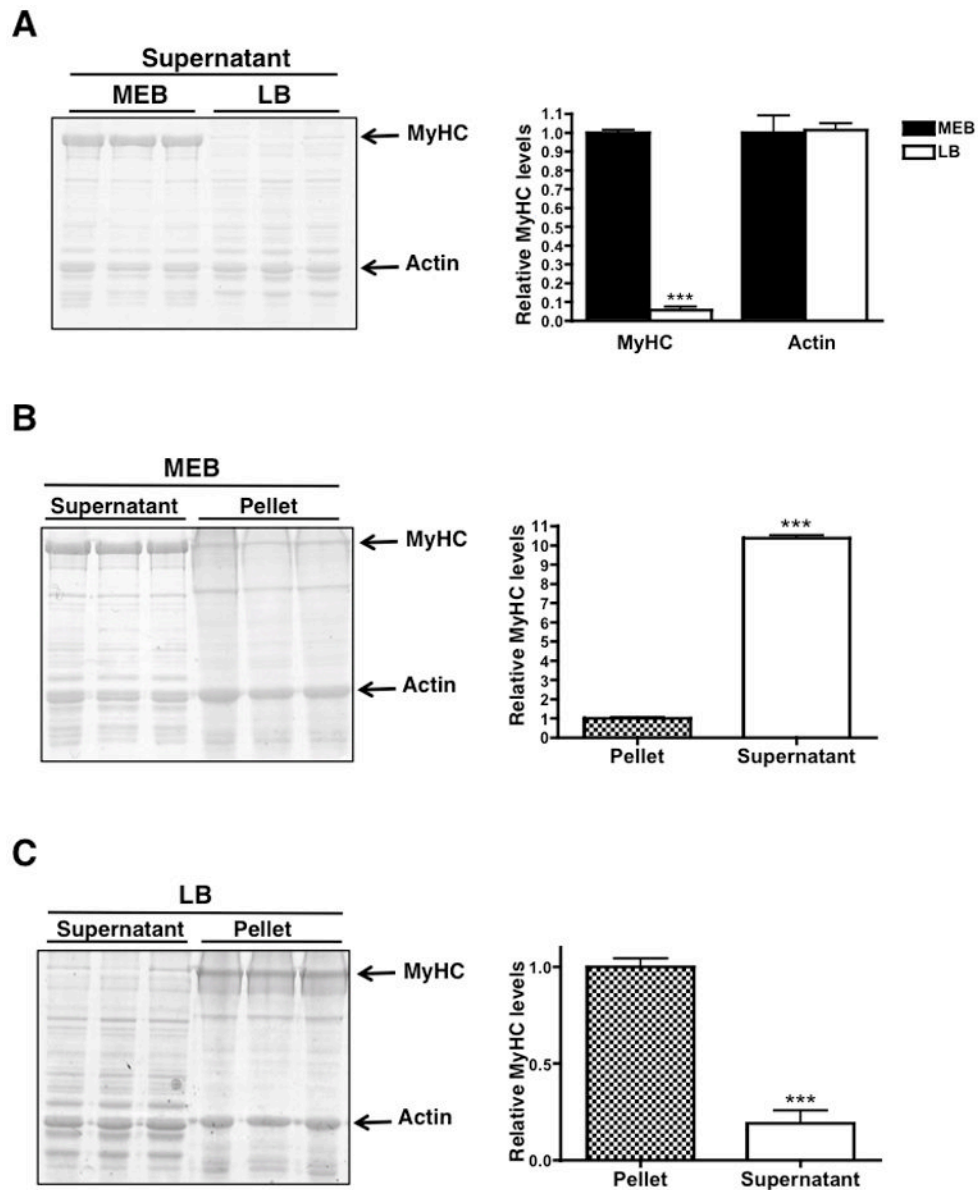 A
Supernatant
MEB LB
MyHC
Actin
Relative MyHC levels
1.1
1.0
0.9
0.8
0.7
0.6
0.5
0.4
0.3
0.2
0.1
0.0
***
MyHC Actin
MEB
LB
B
MEB
Supernatant Pellet
MyHC
Actin
Relative MyHC levels
11
10
9
8
7
6
5
4
3
2
1
0
***
Pellet Supernatant
C
LB
Supernatant Pellet
MyHC
Actin
Relative MyHC levels
1.0
0.5
0.0
***
Pellet Supernatant